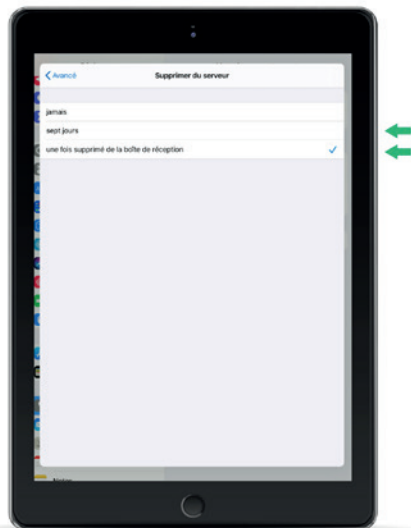 Avancé
Supprimer du serveur
jamais
sept jours
une fois supprimé de la boîte de réception